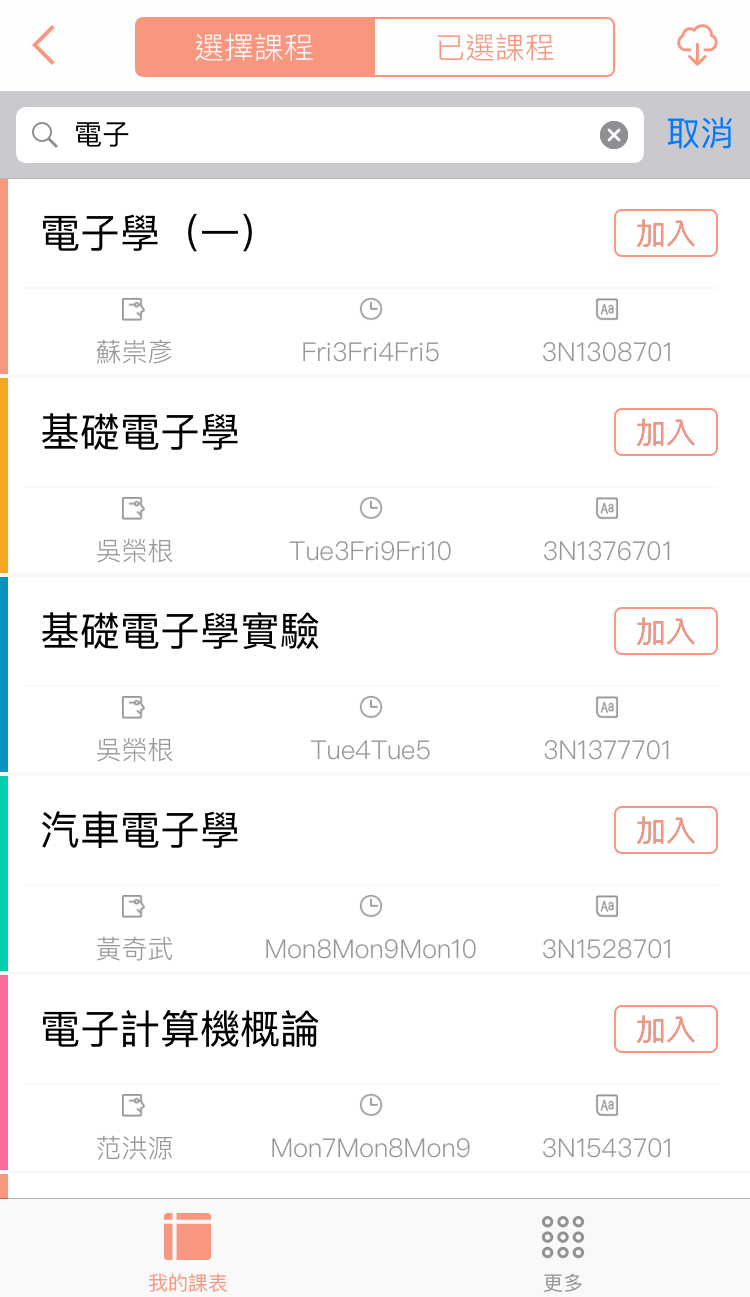 選擇課程 已選課程
電子 取消
電子學（一） 加入
蘇崇彥 Fri3Fri4Fri5 3N1308701
基礎電子學 加入
吳榮根 Tue3Fri9Fri10 3N1376701
基礎電子學實驗 加入
吳榮根 Tue4Tue5 3N1377701
汽車電子學 加入
黃奇武 Mon8Mon9Mon10 3N1528701
電子計算機概論 加入
范洪源 Mon7Mon8Mon9 3N1543701
我的課表 更多